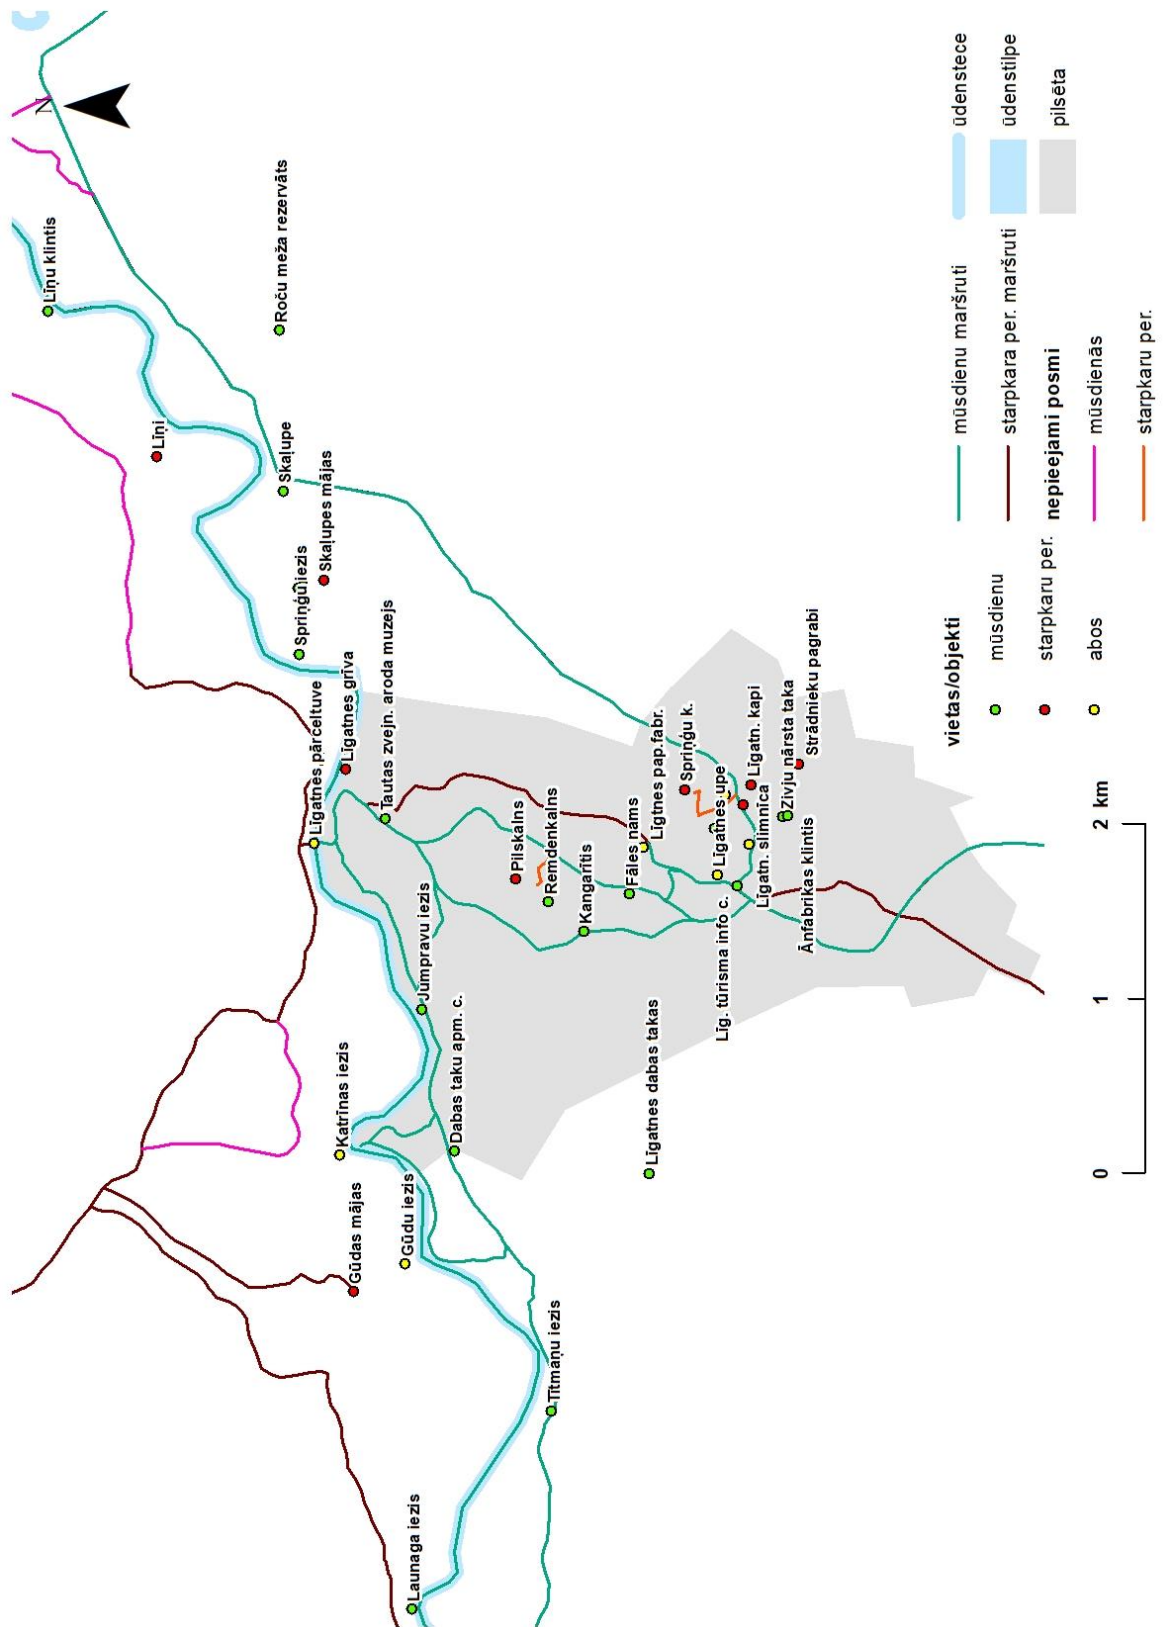 N
Līņu klintis
Roču meža rezervāts
Līņi
Skaļupe
Skaļupes mājas
Spriņģu iezis
Līgatnes pārceltuve
Līgatnes grīva
Tautas zvejn. aroda muzejs
Pilskalns
Remdenkalns
Kangarītis
Fāles nams
Līgtnes pap.fabr.
Spriņģu k.
Līgatnes upe
Līgatn. kapi
Līgatn. slimnīca
Zivju nārsta taka
Strādnieku pagrabi
Ānfabrikas klintis
Līg. tūrisma info c.
Jumpravu iezis
Dabas taku apm. c.
Līgatnes dabas takas
Katrīnas iezis
Gūdas mājas
Gūdu iezis
Titmaņu iezis
Launaga iezis
0 1 2 km
vietas/objekti
mūsdienu
starpkaru per.
abos
mūsdienu maršruti
starpkara per. maršruti
nepieejami posmi
mūsdienās
starpkaru per.
ūdenstece
ūdenstilpe
pilsēta